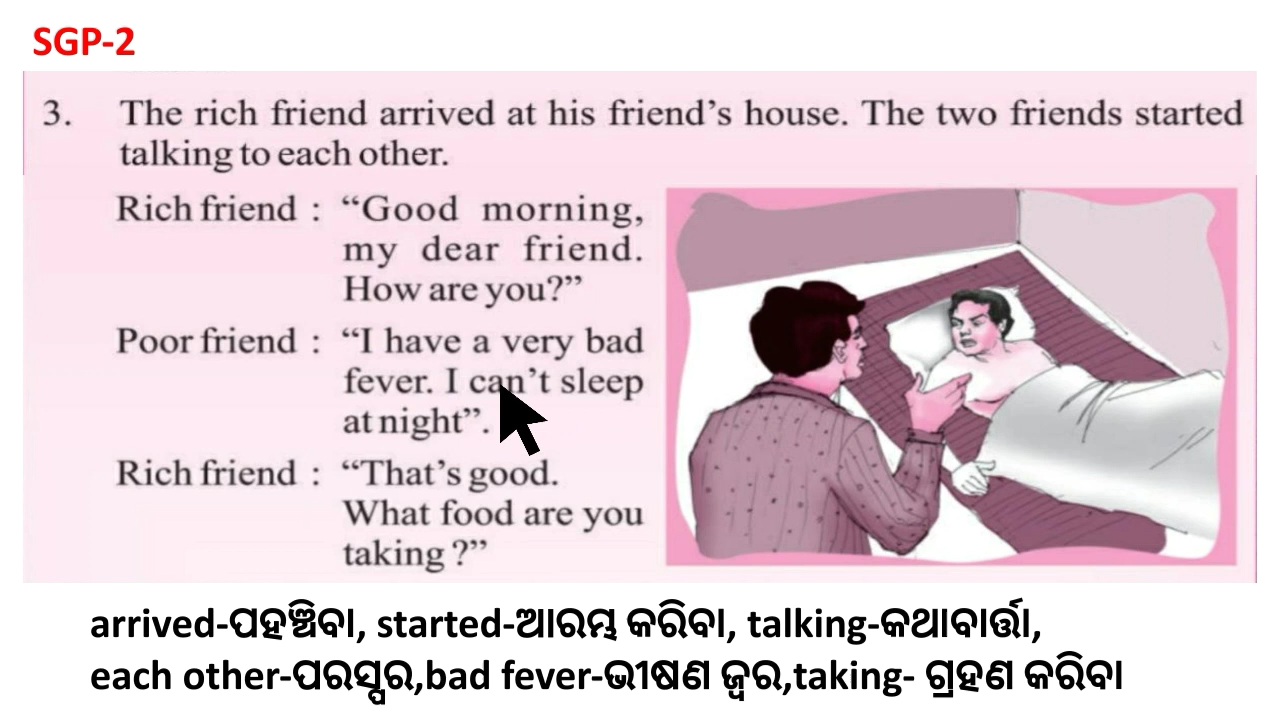 SGP-2
3. The rich friend arrived at his friend's house. The two friends started
talking to each other.
Rich friend : “Good morning,
my dear friend.
How are you?”
Poor friend : “I have a very bad
fever. I can't sleep
at night”.
Rich friend : “That's good.
What food are you
taking ?”
arrived-ପହଞ୍ଚିବା, started-ଆରମ୍ଭ କରିବା, talking-କଥାବାର୍ତ୍ତା,
each other-ପରସ୍ପର,bad fever-ଭୀଷଣ ଜ୍ୱର,taking- ଗ୍ରହଣ କରିବା